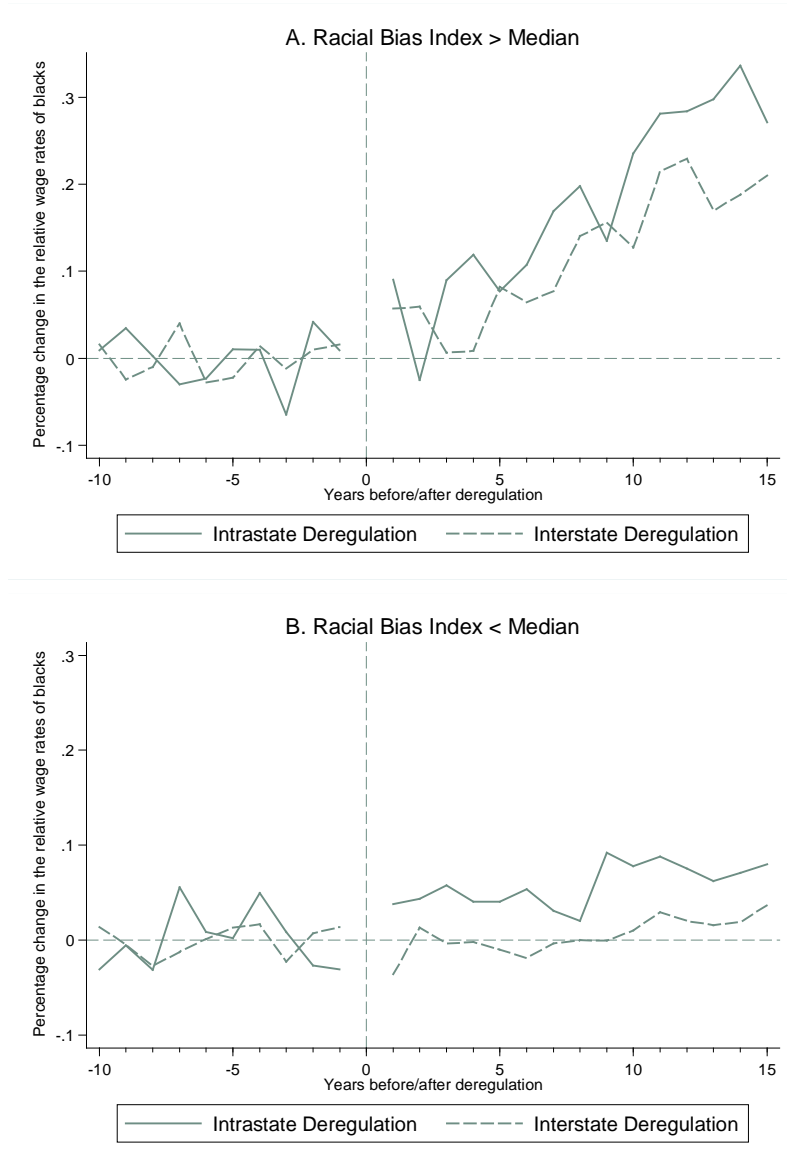 A. Racial Bias Index > Median
Percentage change in the relative wage rates of blacks
.3
.2
.1
0
-.1
-10 -5 0 5 10 15
Years before/after deregulation
Intrastate Deregulation Interstate Deregulation
B. Racial Bias Index < Median
Percentage change in the relative wage rates of blacks
.3
.2
.1
0
-.1
-10 -5 0 5 10 15
Years before/after deregulation
Intrastate Deregulation Interstate Deregulation